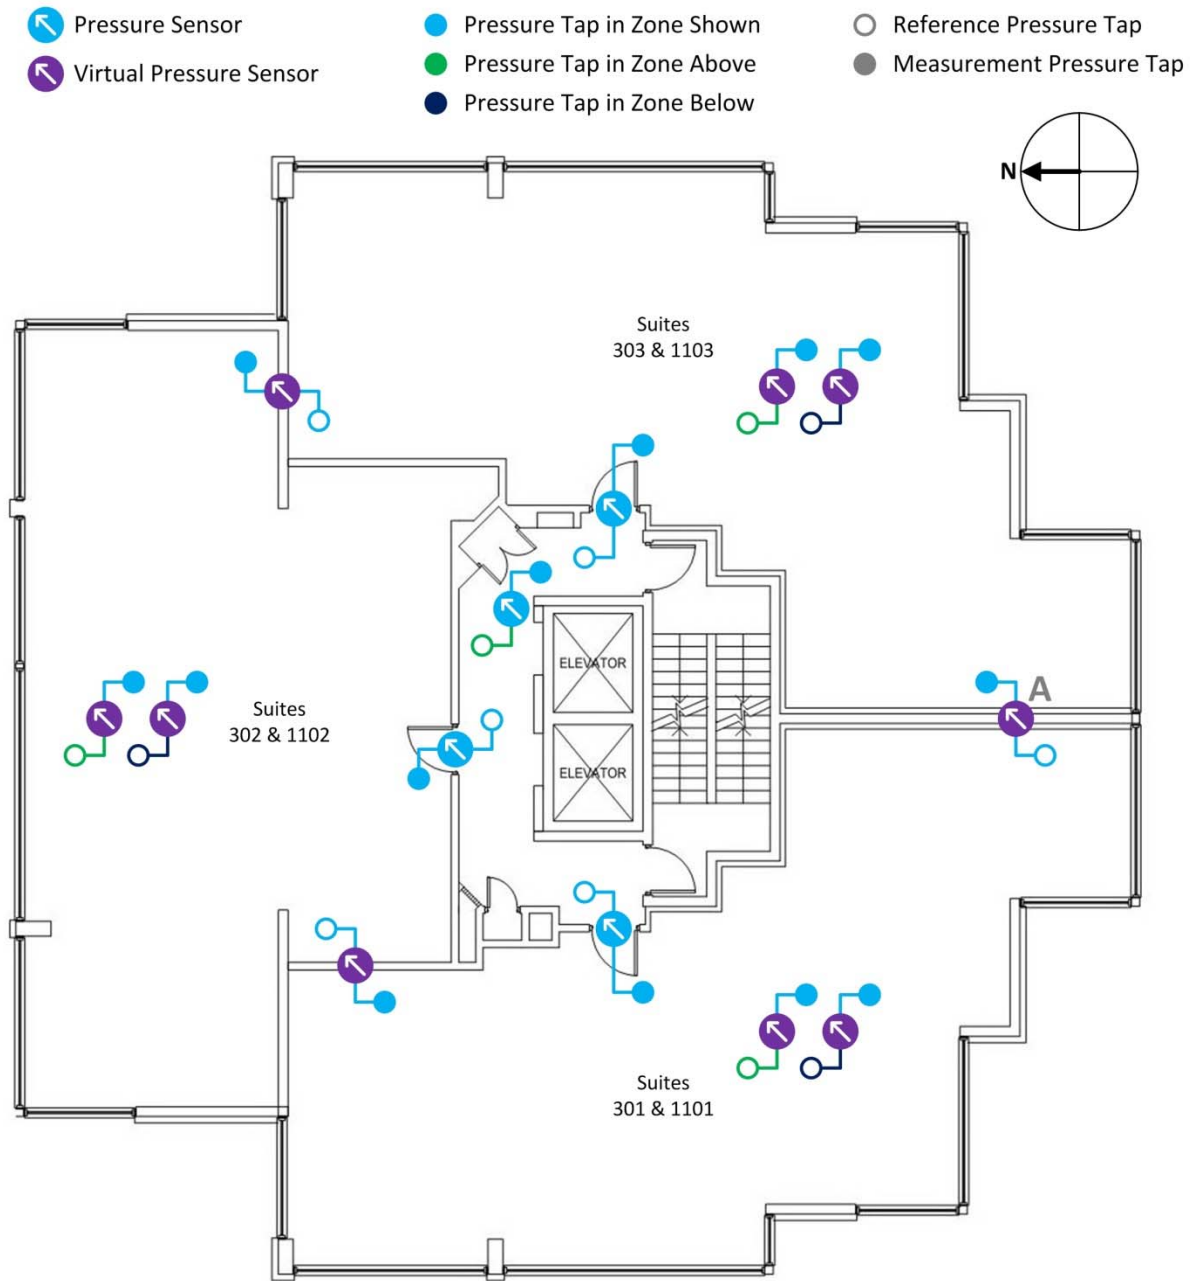 Pressure Sensor
Virtual Pressure Sensor
Pressure Tap in Zone Shown
Pressure Tap in Zone Above
Pressure Tap in Zone Below
Reference Pressure Tap
Measurement Pressure Tap
N
Suites
303 & 1103
ELEVATOR
A
Suites
302 & 1102
ELEVATOR
Suites
301 & 1101